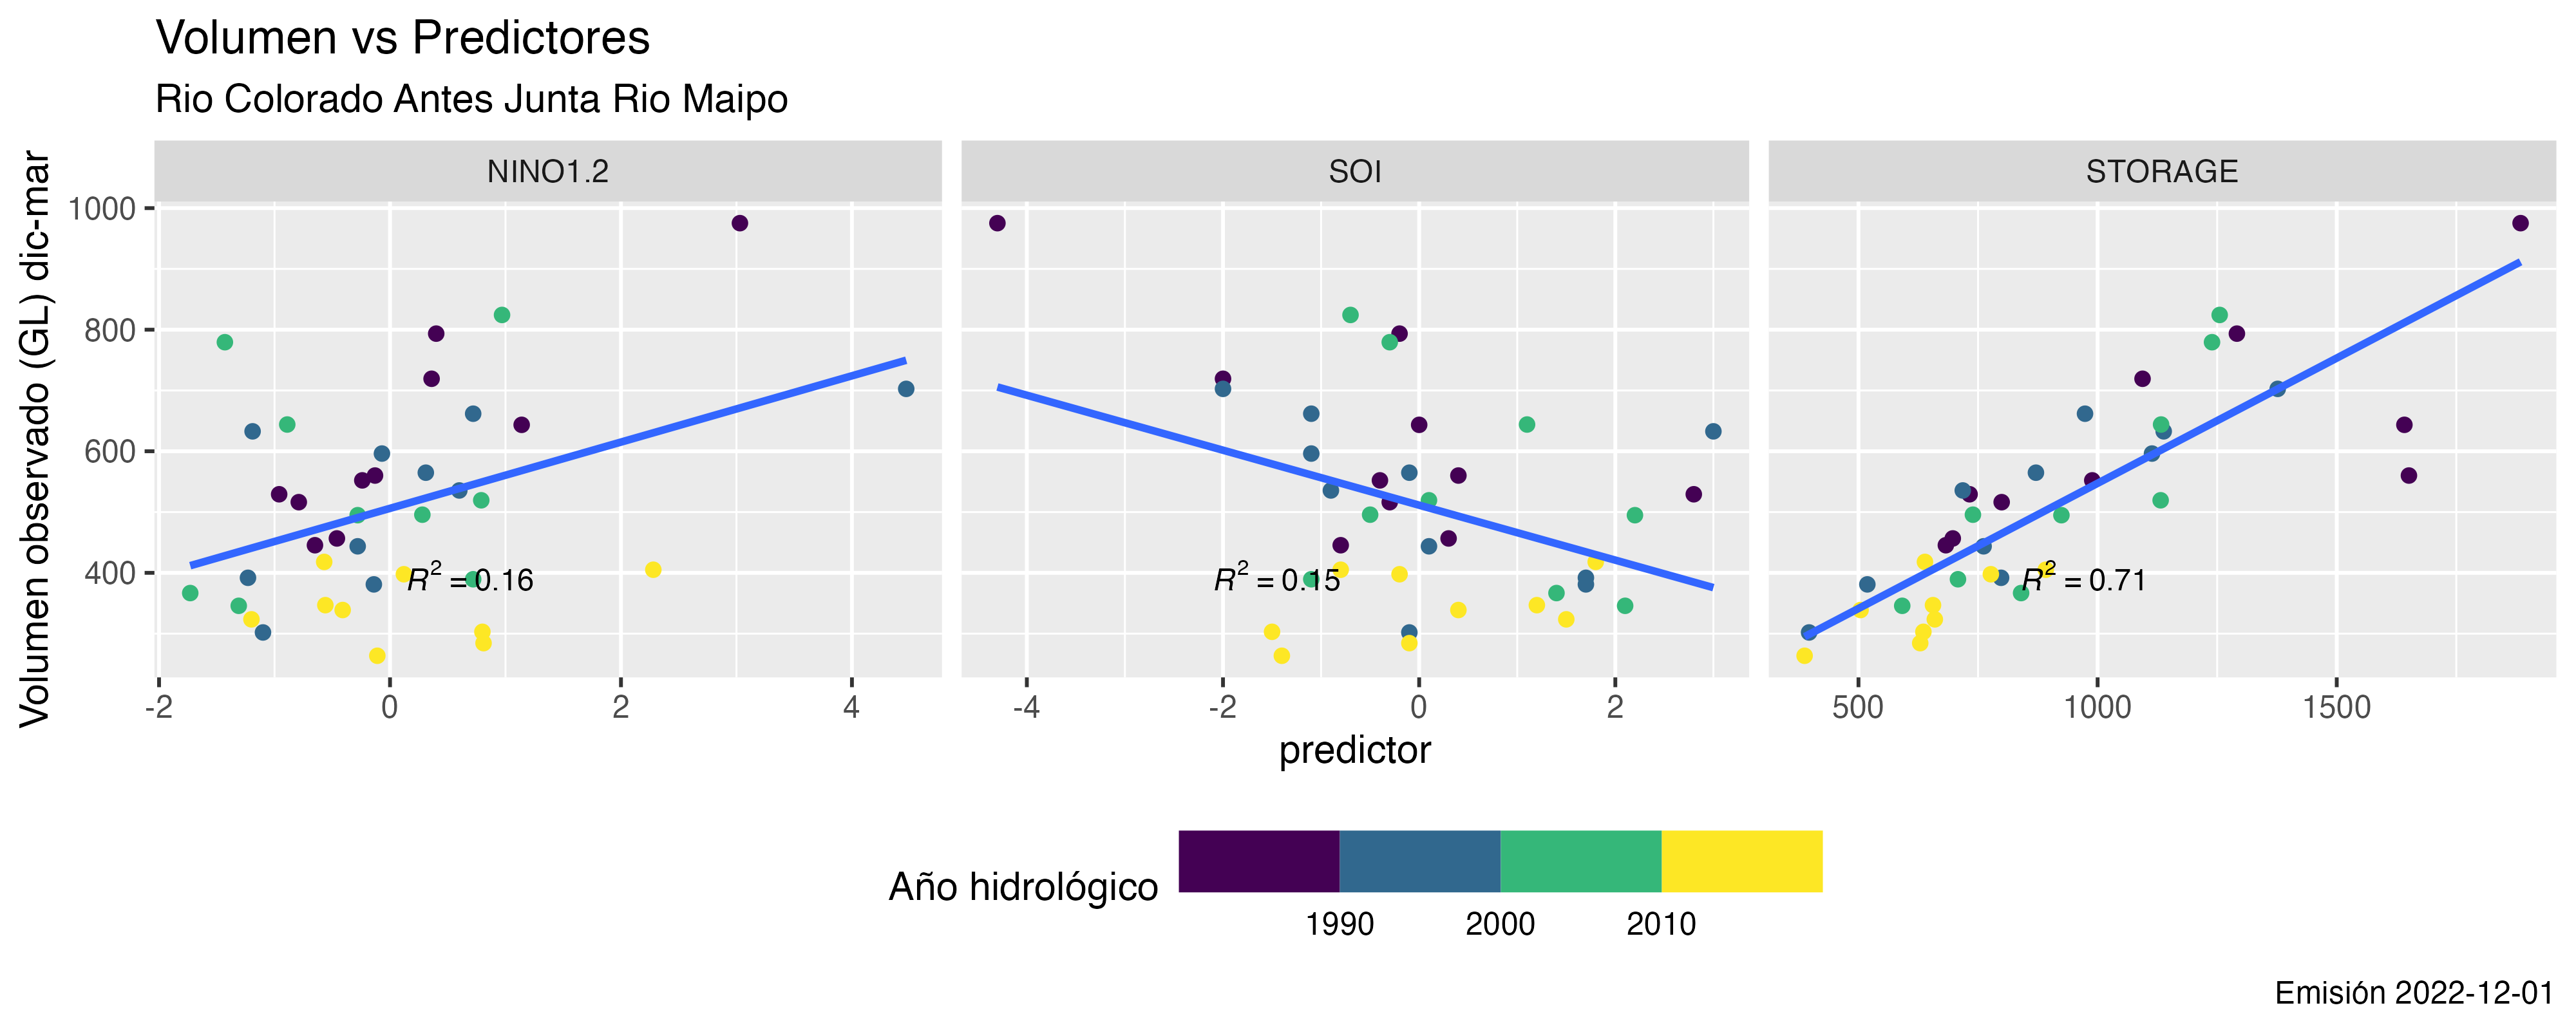 Volumen vs Predictores
Rio Colorado Antes Junta Rio Maipo
NINO1.2 SOI STORAGE
Volumen observado (GL) dic-mar
1000
800
600
400
R² = 0.16 R² = 0.15 R² = 0.71
-2 0 2 4 -4 -2 0 2 500 1000 1500
predictor
Año hidrológico
1990 2000 2010
Emisión 2022-12-01